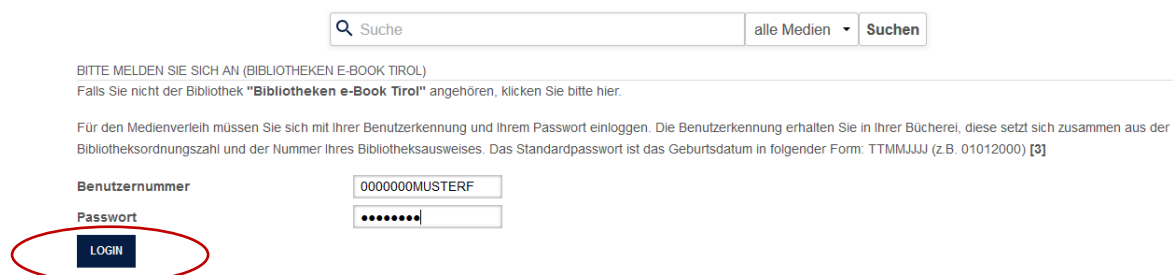 Suche alle Medien Suchen
BITTE MELDEN SIE SICH AN (BIBLIOTHEKEN E-BOOK TIROL)
Falls Sie nicht der Bibliothek "Bibliotheken e-Book Tirol" angehören, klicken Sie bitte hier.
Für den Medienverleih müssen Sie sich mit Ihrer Benutzerkennung und Ihrem Passwort einloggen. Die Benutzerkennung erhalten Sie in Ihrer Bücherei, diese setzt sich zusammen aus der
Bibliotheksordnungszahl und der Nummer Ihres Bibliotheksausweises. Das Standardpasswort ist das Geburtsdatum in folgender Form: TTMMJJJJ (z.B. 01012000) [3]
Benutzernummer 0000000MUSTERF
Passwort ••••••••
LOGIN